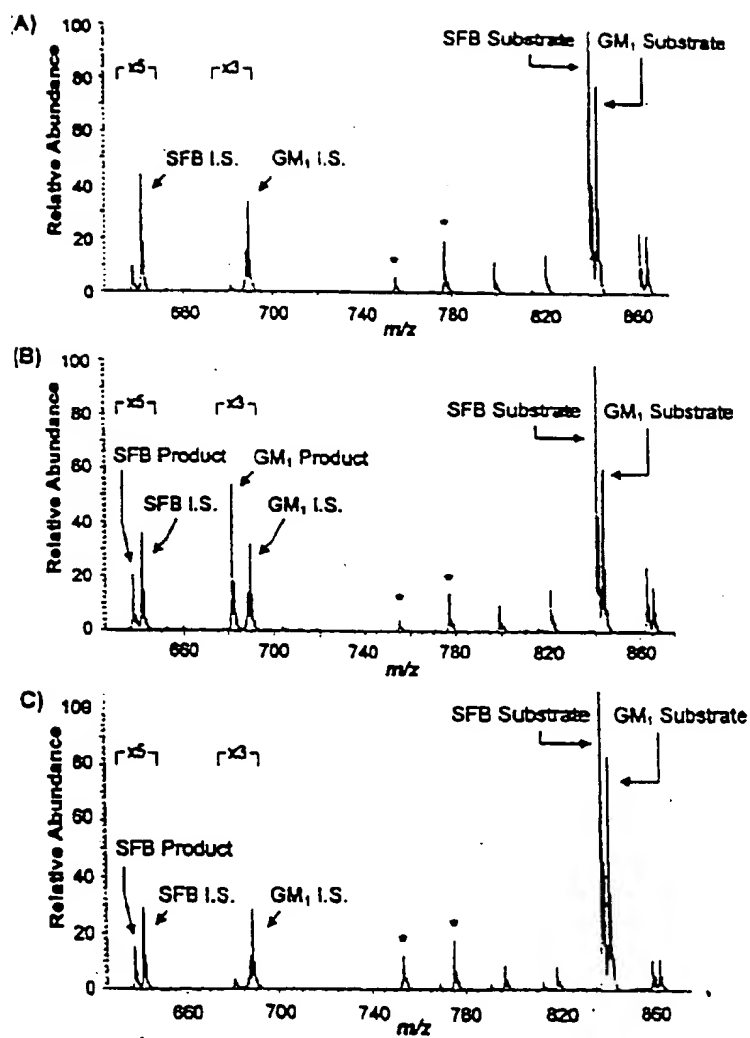 (A)
SFB Substrate GM₁ Substrate
x5 x3
SFB I.S. GM₁ I.S.
Relative Abundance
100
80
60
40
20
0
660 700 740 780 820 860
m/z
(B)
SFB Substrate GM₁ Substrate
x5 x3
SFB Product GM₁ Product
SFB I.S. GM₁ I.S.
Relative Abundance
100
80
60
40
20
0
660 700 740 780 820 860
m/z
C)
SFB Substrate GM₁ Substrate
x5 x3
SFB Product
SFB I.S. GM₁ I.S.
Relative Abundance
100
80
60
40
20
0
660 700 740 780 820 860
m/z